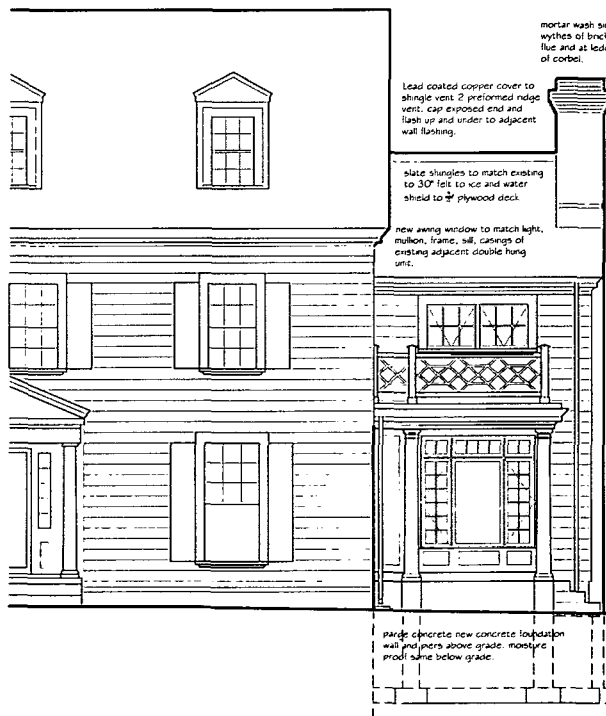 mortar wash su
wythes of brick
flue and at led
of corbel.
Lead coated copper cover to
shingle vent 2 preformed ridge
vent. cap exposed end and
flash up and under to adjacent
wall flashing.
slate shingles to match existing
to 30# felt to ice and water
shield to plywood deck
new awing window to match light,
mullion, frame, sill, casings of
existing adjacent double hung
unit.
parge concrete new concrete foundation
wall and piers above grade. moisture
proof same below grade.